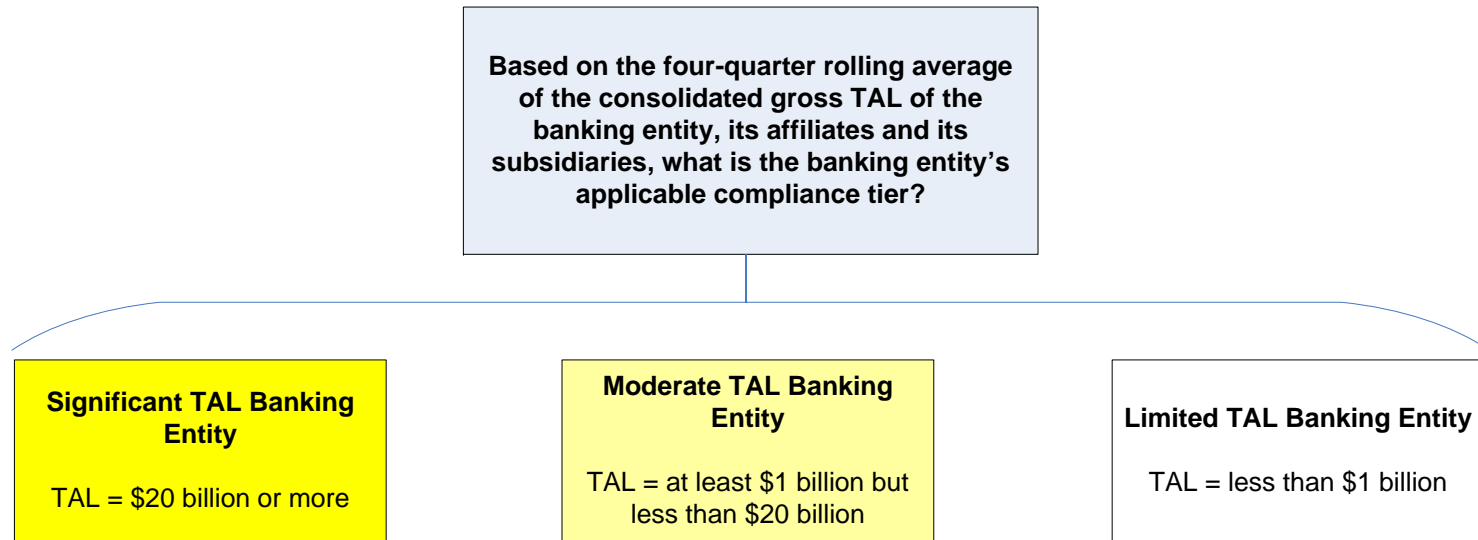 Based on the four-quarter rolling average
of the consolidated gross TAL of the
banking entity, its affiliates and its
subsidiaries, what is the banking entity’s
applicable compliance tier?
Significant TAL Banking
Entity
TAL = $20 billion or more
Moderate TAL Banking
Entity
TAL = at least $1 billion but
less than $20 billion
Limited TAL Banking Entity
TAL = less than $1 billion